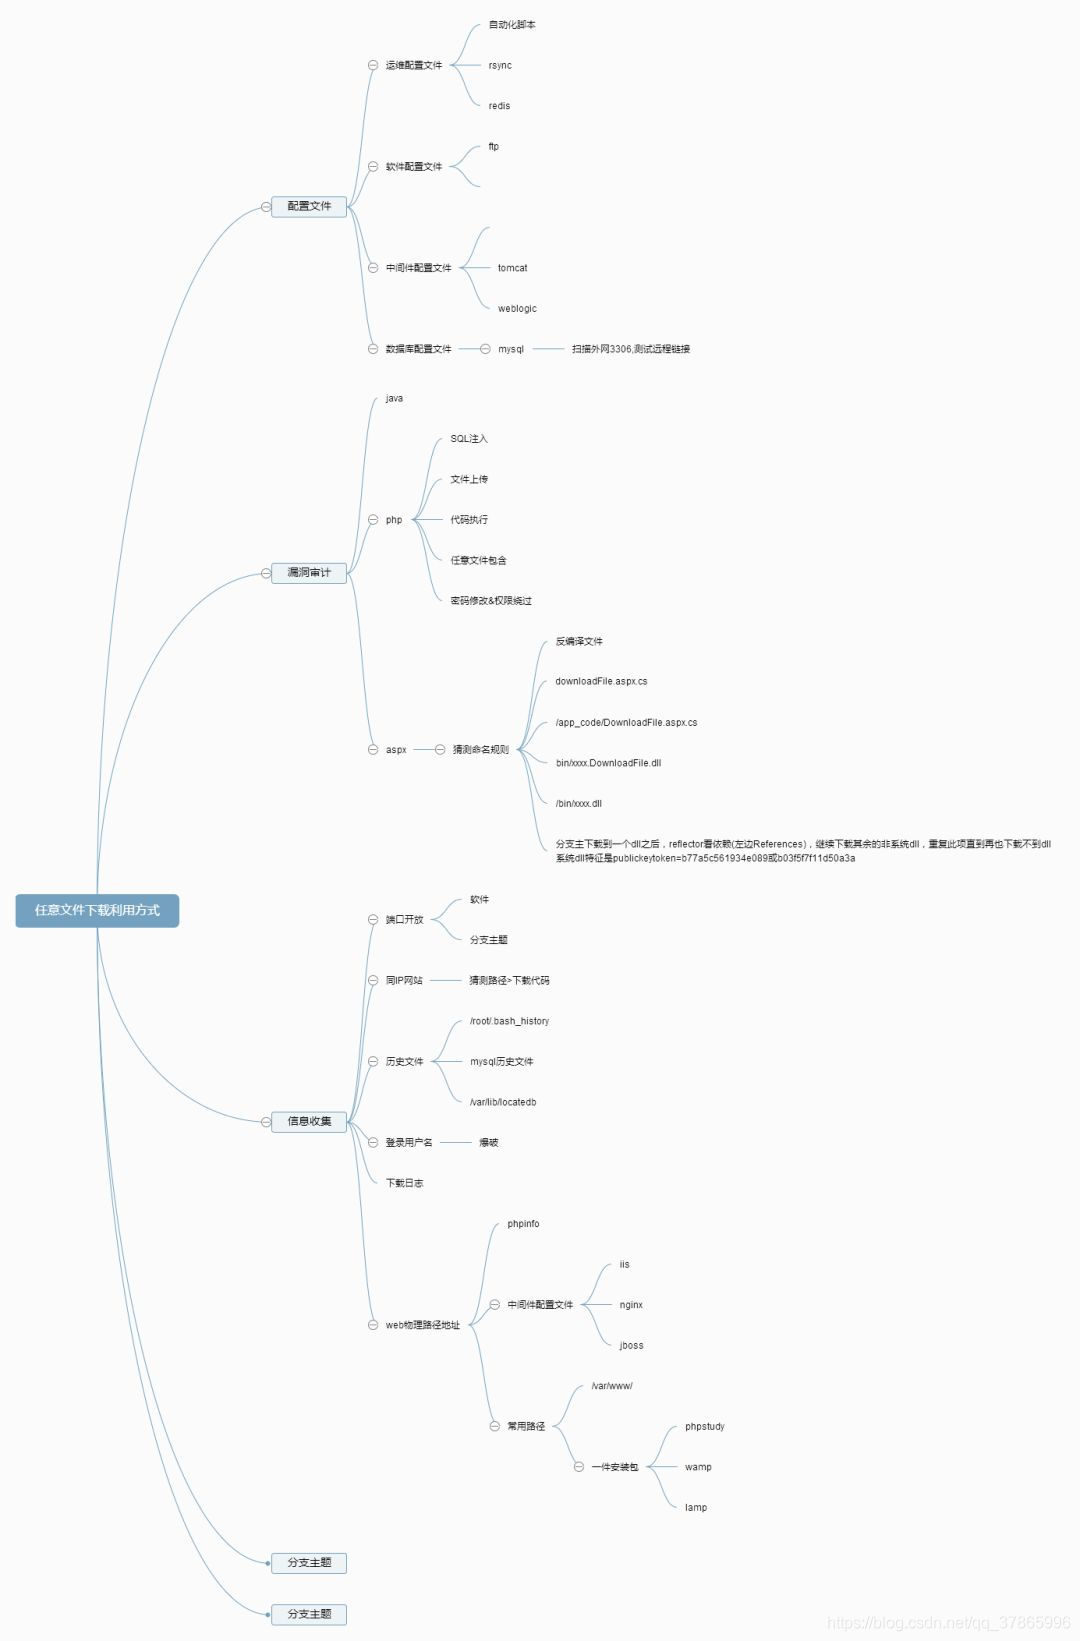 自动化脚本
运维配置文件
rsync
redis
ftp
软件配置文件
配置文件
中间件配置文件
tomcat
weblogic
数据库配置文件
mysql
扫描外网3306,测试远程链接
java
SQL注入
文件上传
php
代码执行
任意文件包含
漏洞审计
密码修改&权限绕过
反编译文件
downloadFile.aspx.cs
/app_code/DownloadFile.aspx.cs
aspx
猜测命名规则
bin/xxxx.DownloadFile.dll
/bin/xxxx.dll
分支主下载到一个dll之后，reflector看依赖(左边References)，继续下载其余的非系统dll，重复此项直到再也下载不到dll
系统dll特征是publickeytoken=b77a5c561934e089或b03f5f7f11d50a3a
任意文件下载利用方式
软件
端口开放
分支主题
同IP网站
猜测路径>下载代码
/root/.bash_history
历史文件
mysql历史文件
/var/lib/locatedb
信息收集
登录用户名
爆破
下载日志
phpinfo
iis
中间件配置文件
nginx
web物理路径地址
jboss
/var/www/
常用路径
phpstudy
一件安装包
wamp
lamp
分支主题
分支主题
https://blog.csdn.net/qq_37865996